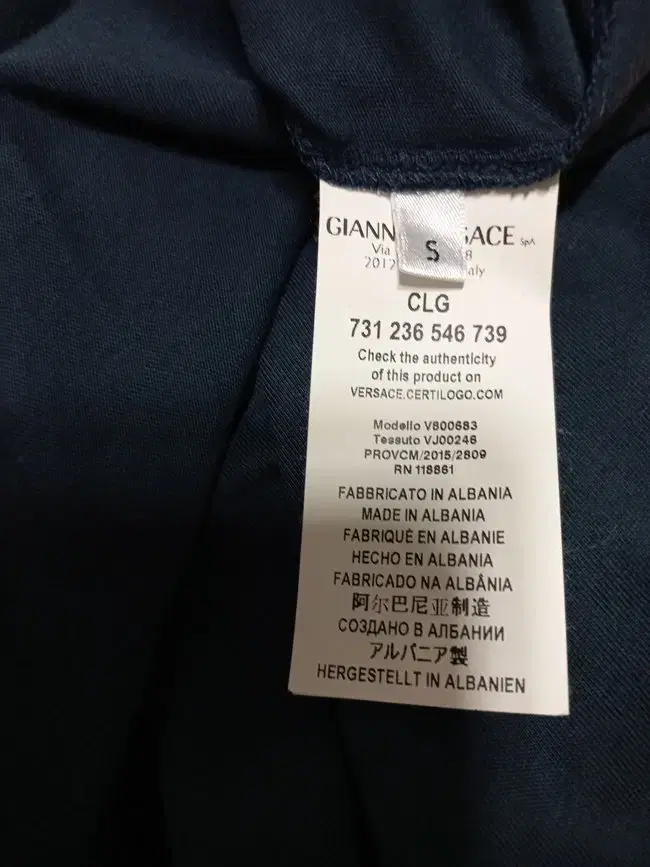 GIANN SACE SpA
S
Via 8
2012 aly
CLG
731 236 546 739
Check the authenticity
of this product on
VERSACE.CERTILOGO.COM
Modello V800683
Tessuto VJ00246
PROVCM/2015/2809
RN 118861
FABBRICATO IN ALBANIA
MADE IN ALBANIA
FABRIQUÉ EN ALBANIE
HECHO EN ALBANIA
FABRICADO NA ALBÂNIA
阿尔巴尼亚制造
СОЗДАНО В АЛБАНИИ
アルバニア製
HERGESTELLT IN ALBANIEN